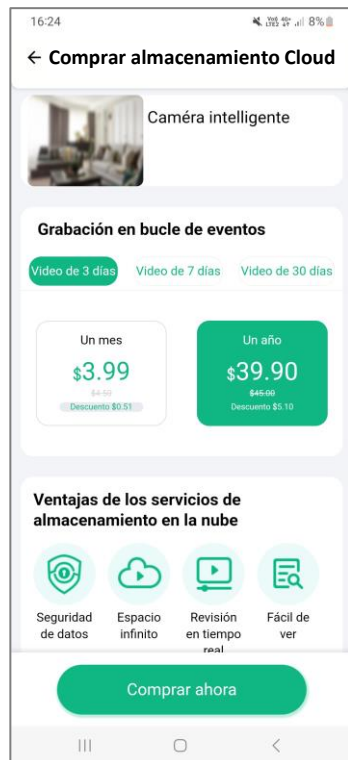 16:24
8%
← Comprar almacenamiento Cloud
Caméra intelligente
Grabación en bucle de eventos
Video de 3 días Video de 7 días Video de 30 días
Un mes
$3.99
$4.50
Descuento $0.51
Un año
$39.90
$45.00
Descuento $5.10
Ventajas de los servicios de
almacenamiento en la nube
Seguridad
de datos
Espacio
infinito
Revisión
en tiempo
real
Fácil de
ver
Comprar ahora